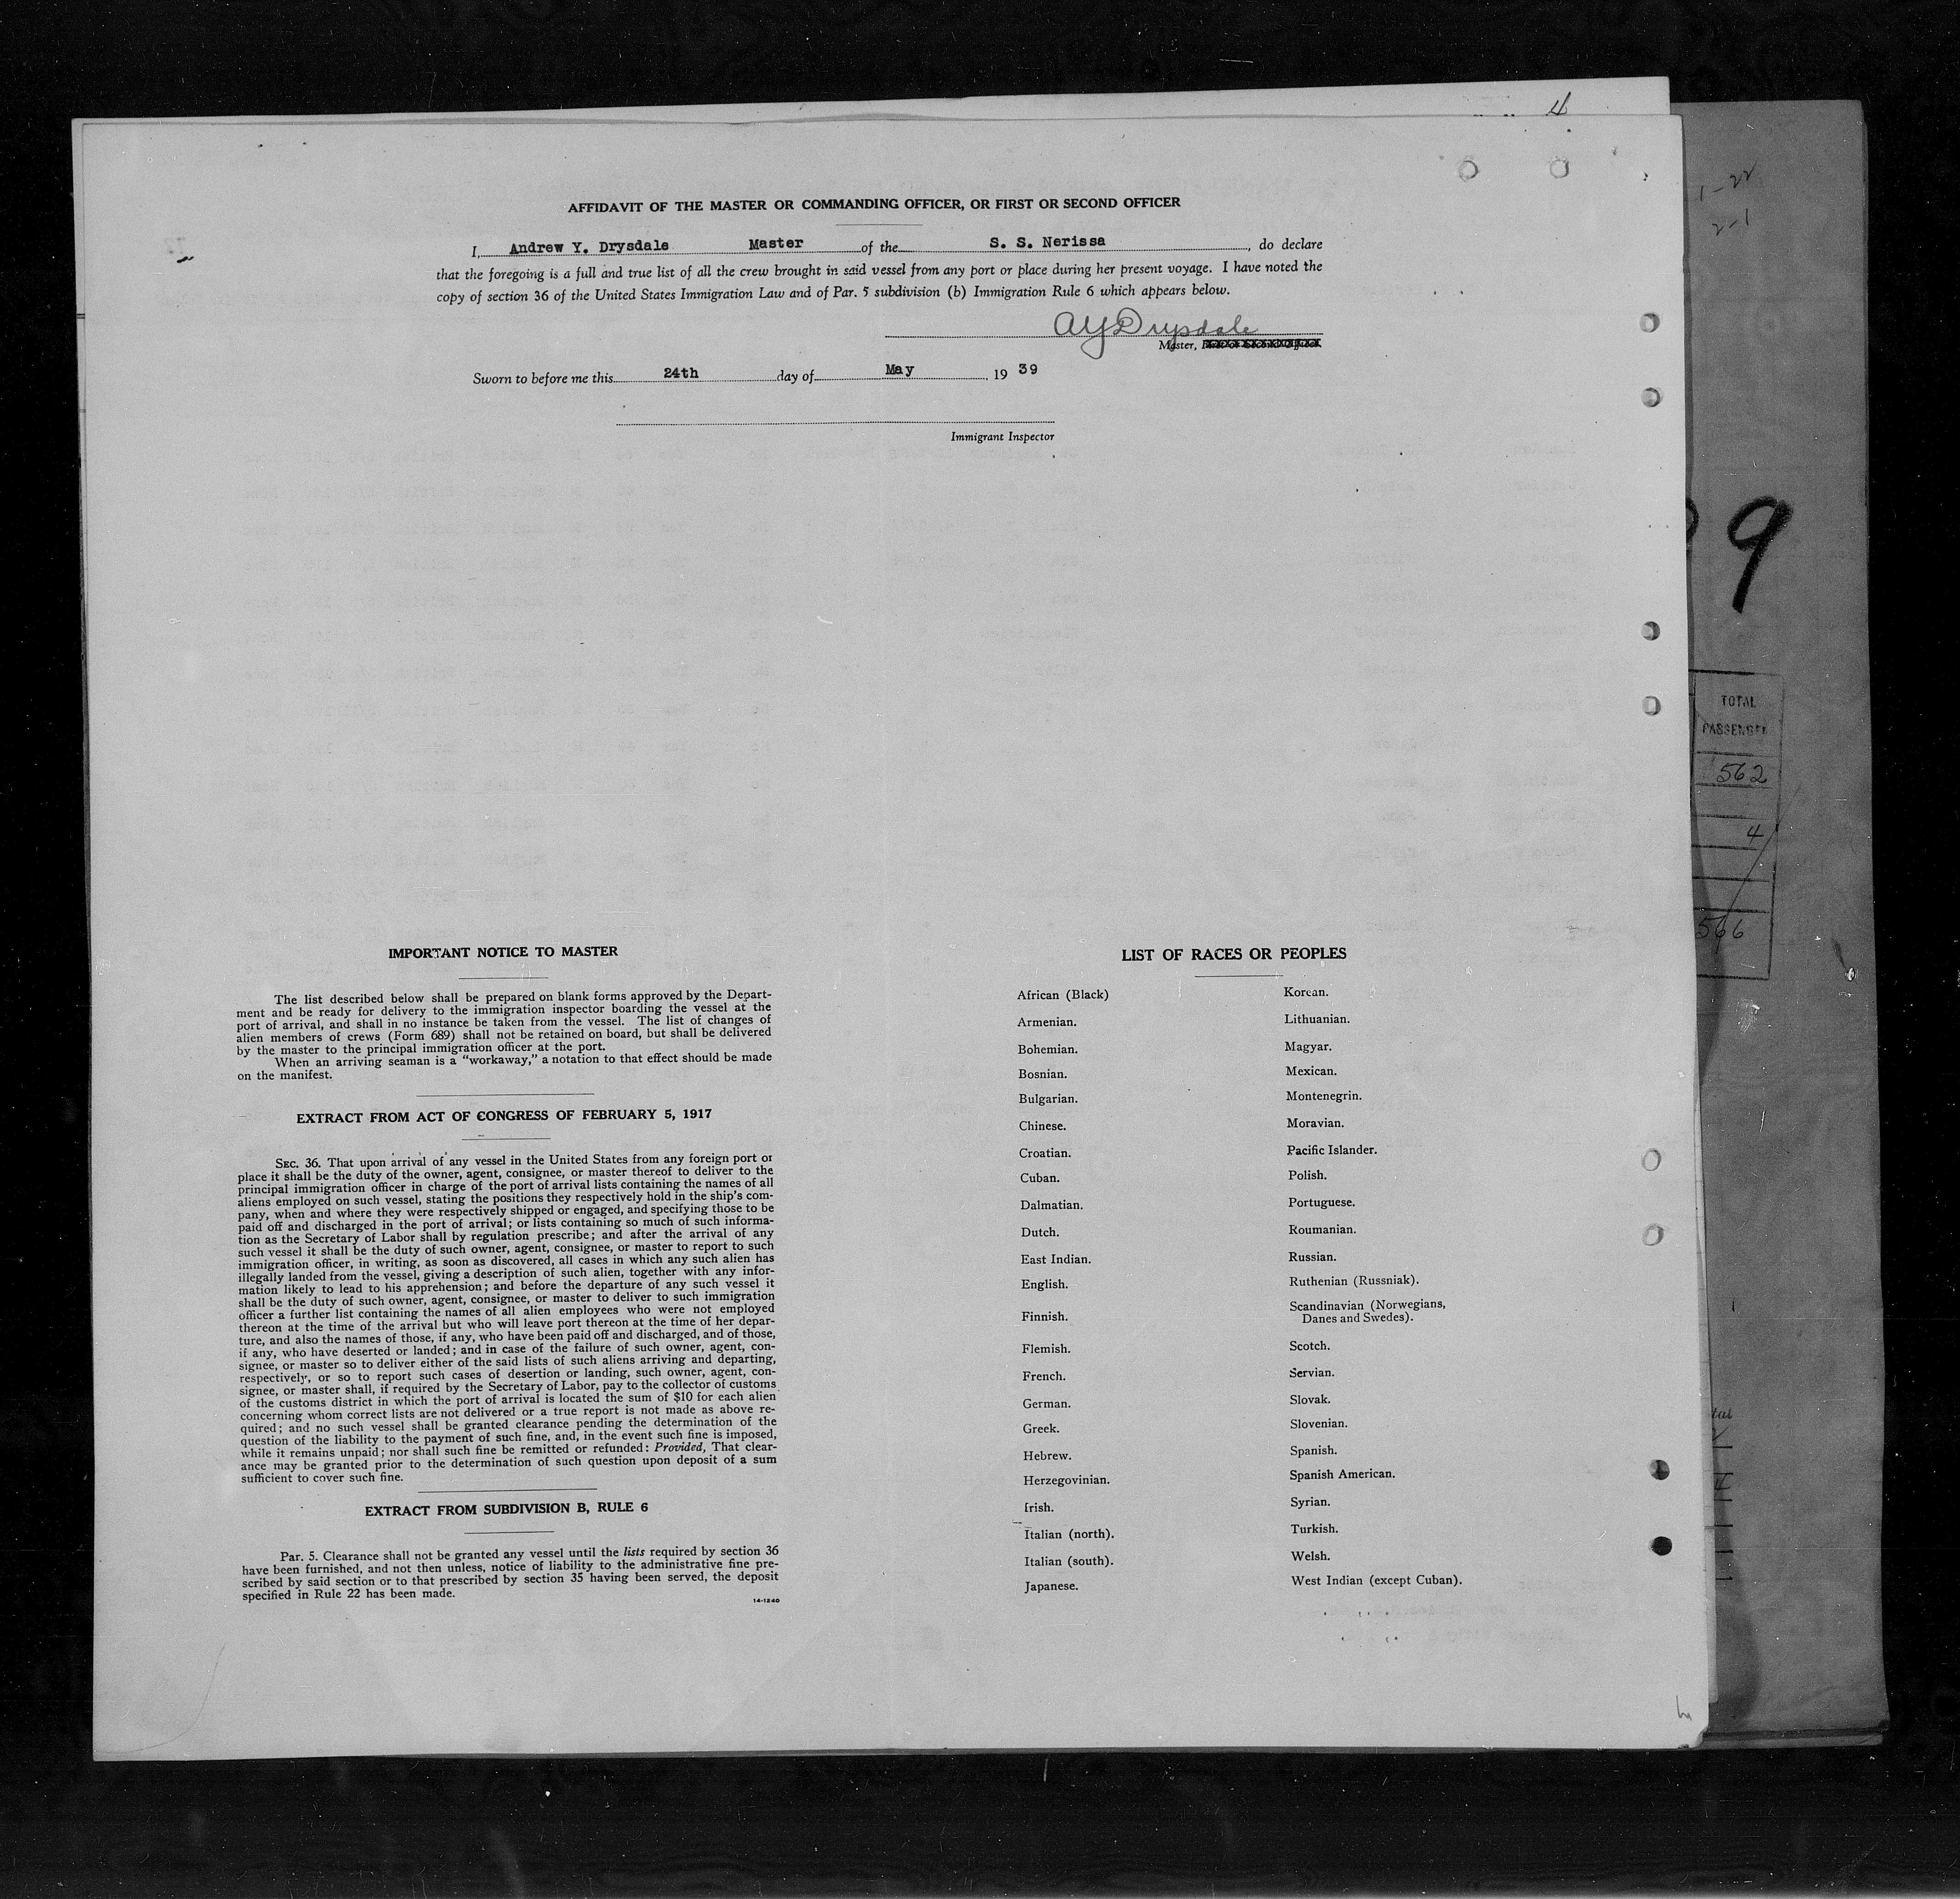 4
AFFIDAVIT OF THE MASTER OR COMMANDING OFFICER, OR FIRST OR SECOND OFFICER
I, Andrew Y. Drysdale Master of the S. S. Nerissa, do declare
that the foregoing is a full and true list of all the crew brought in said vessel from any port or place during her present voyage. I have noted the
copy of section 36 of the United States Immigration Law and of Par. 5 subdivision (b) Immigration Rule 6 which appears below.
AYDrysdale
Master, First or Second Officer.
Sworn to before me this 24th day of May, 19 39
Immigrant Inspector
IMPORTANT NOTICE TO MASTER
The list described below shall be prepared on blank forms approved by the Depart-
ment and be ready for delivery to the immigration inspector boarding the vessel at the
port of arrival, and shall in no instance be taken from the vessel. The list of changes of
alien members of crews (Form 689) shall not be retained on board, but shall be delivered
by the master to the principal immigration officer at the port.
When an arriving seaman is a “workaway,” a notation to that effect should be made
on the manifest.
EXTRACT FROM ACT OF CONGRESS OF FEBRUARY 5, 1917
SEC. 36. That upon arrival of any vessel in the United States from any foreign port or
place it shall be the duty of the owner, agent, consignee, or master thereof to deliver to the
principal immigration officer in charge of the port of arrival lists containing the names of all
aliens employed on such vessel, stating the positions they respectively hold in the ship's com-
pany, when and where they were respectively shipped or engaged, and specifying those to be
paid off and discharged in the port of arrival; or lists containing so much of such informa-
tion as the Secretary of Labor shall by regulation prescribe; and after the arrival of any
such vessel it shall be the duty of such owner, agent, consignee, or master to report to such
immigration officer, in writing, as soon as discovered, all cases in which any such alien has
illegally landed from the vessel, giving a description of such alien, together with any infor-
mation likely to lead to his apprehension; and before the departure of any such vessel it
shall be the duty of such owner, agent, consignee, or master to deliver to such immigration
officer a further list containing the names of all alien employees who were not employed
thereon at the time of the arrival but who will leave port thereon at the time of her depar-
ture, and also the names of those, if any, who have been paid off and discharged, and of those,
if any, who have deserted or landed; and in case of the failure of such owner, agent, con-
signee, or master so to deliver either of the said lists of such aliens arriving and departing,
respectively, or so to report such cases of desertion or landing, such owner, agent, con-
signee, or master shall, if required by the Secretary of Labor, pay to the collector of customs
of the customs district in which the port of arrival is located the sum of $10 for each alien
concerning whom correct lists are not delivered or a true report is not made as above re-
quired; and no such vessel shall be granted clearance pending the determination of the
question of the liability to the payment of such fine, and, in the event such fine is imposed,
while it remains unpaid; nor shall such fine be remitted or refunded: Provided, That clear-
ance may be granted prior to the determination of such question upon deposit of a sum
sufficient to cover such fine.
EXTRACT FROM SUBDIVISION B, RULE 6
Par. 5. Clearance shall not be granted any vessel until the lists required by section 36
have been furnished, and not then unless, notice of liability to the administrative fine pre-
scribed by said section or to that prescribed by section 35 having been served, the deposit
specified in Rule 22 has been made.
14-1240
LIST OF RACES OR PEOPLES
African (Black)
Armenian.
Bohemian.
Bosnian.
Bulgarian.
Chinese.
Croatian.
Cuban.
Dalmatian.
Dutch.
East Indian.
English.
Finnish.
Flemish.
French.
German.
Greek.
Hebrew.
Herzegovinian.
Irish.
Italian (north).
Italian (south).
Japanese.
Korean.
Lithuanian.
Magyar.
Mexican.
Montenegrin.
Moravian.
Pacific Islander.
Polish.
Portuguese.
Roumanian.
Russian.
Ruthenian (Russniak).
Scandinavian (Norwegians,
Danes and Swedes).
Scotch.
Servian.
Slovak.
Slovenian.
Spanish.
Spanish American.
Syrian.
Turkish.
Welsh.
West Indian (except Cuban).
1-22
2-1
9
TOTAL
PASSENGER
562
4
566